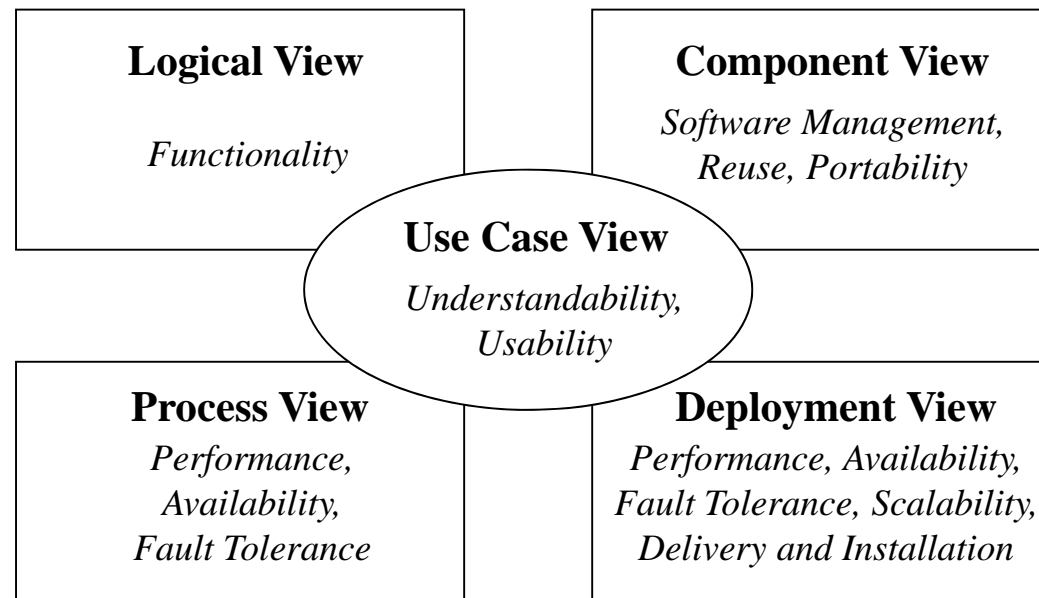 Logical View
Functionality
Component View
Software Management,
Reuse, Portability
Use Case View
Understandability,
Usability
Process View
Performance,
Availability,
Fault Tolerance
Deployment View
Performance, Availability,
Fault Tolerance, Scalability,
Delivery and Installation